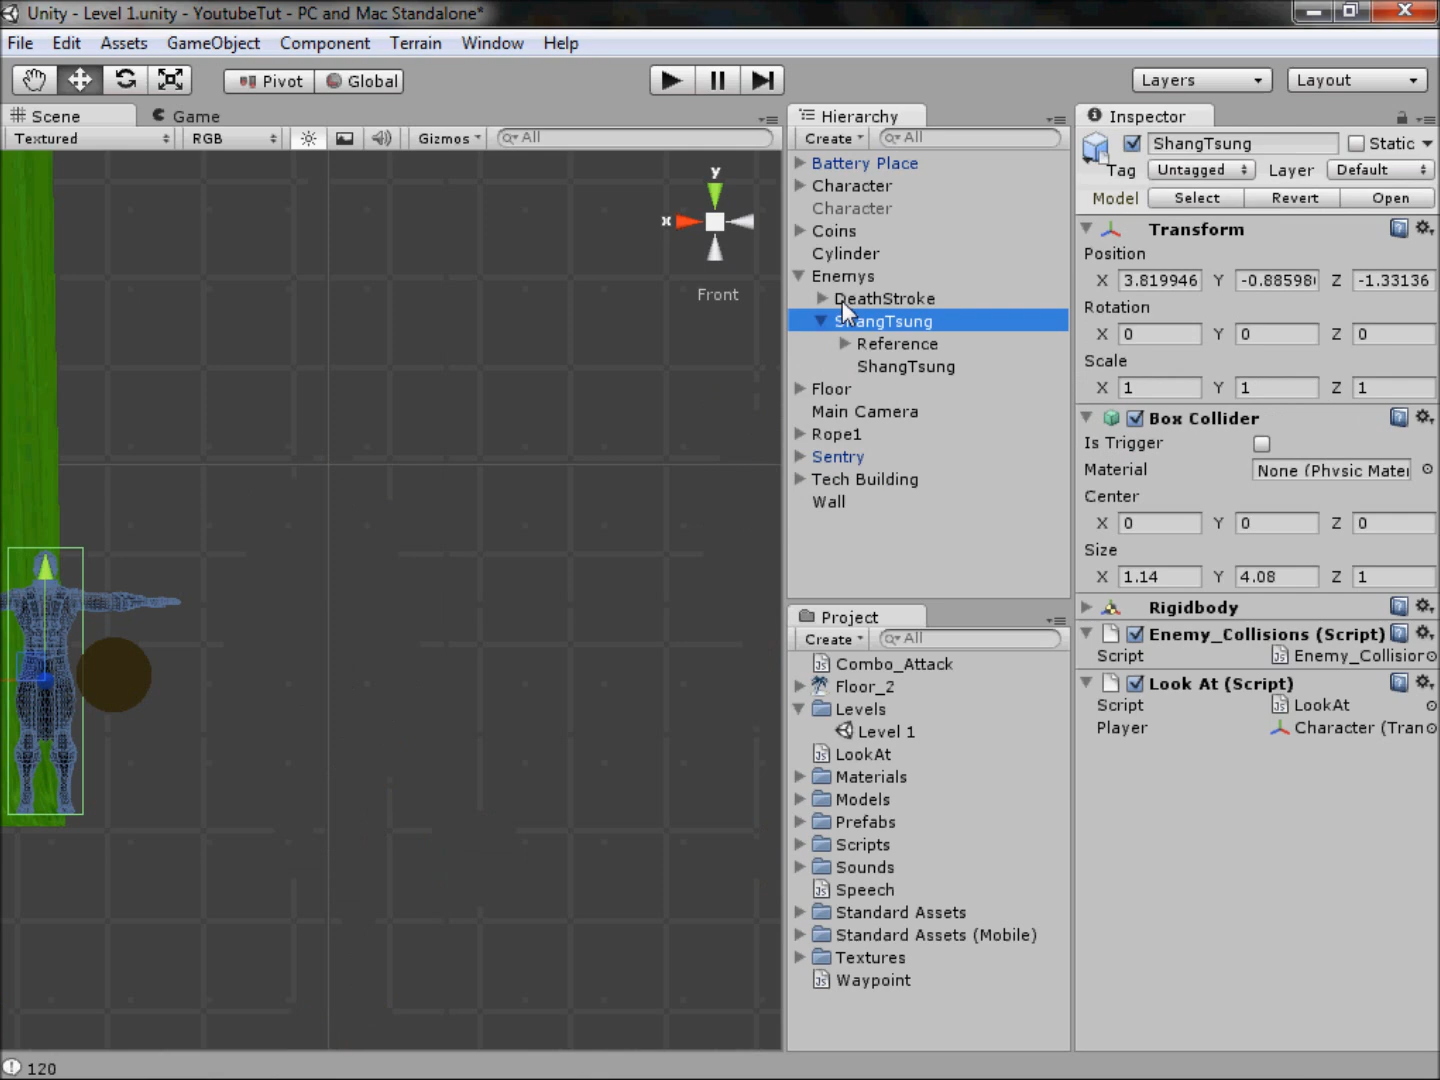 Unity - Level 1.unity - YoutubeTut - PC and Mac Standalone*
File Edit Assets GameObject Component Terrain Window Help
Pivot Global Layers Layout
Scene Game
Textured RGB Gizmos All
y
x
Front
Hierarchy
Create All
Battery Place
Character
Character
Coins
Cylinder
Enemys
DeathStroke
ShangTsung
Reference
ShangTsung
Floor
Main Camera
Rope1
Sentry
Tech Building
Wall
Project
Create All
Combo_Attack
Floor_2
Levels
Level 1
LookAt
Materials
Models
Prefabs
Scripts
Sounds
Speech
Standard Assets
Standard Assets (Mobile)
Textures
Waypoint
Inspector
ShangTsung Static
Tag Untagged Layer Default
Model Select Revert Open
Transform
Position
X 3.819946 Y -0.88598 Z -1.33136
Rotation
X 0 Y 0 Z 0
Scale
X 1 Y 1 Z 1
Box Collider
Is Trigger
Material None (Physic Mater
Center
X 0 Y 0 Z 0
Size
X 1.14 Y 4.08 Z 1
Rigidbody
Enemy_Collisions (Script)
Script Enemy_Collisior
Look At (Script)
Script LookAt
Player Character (Tran
120